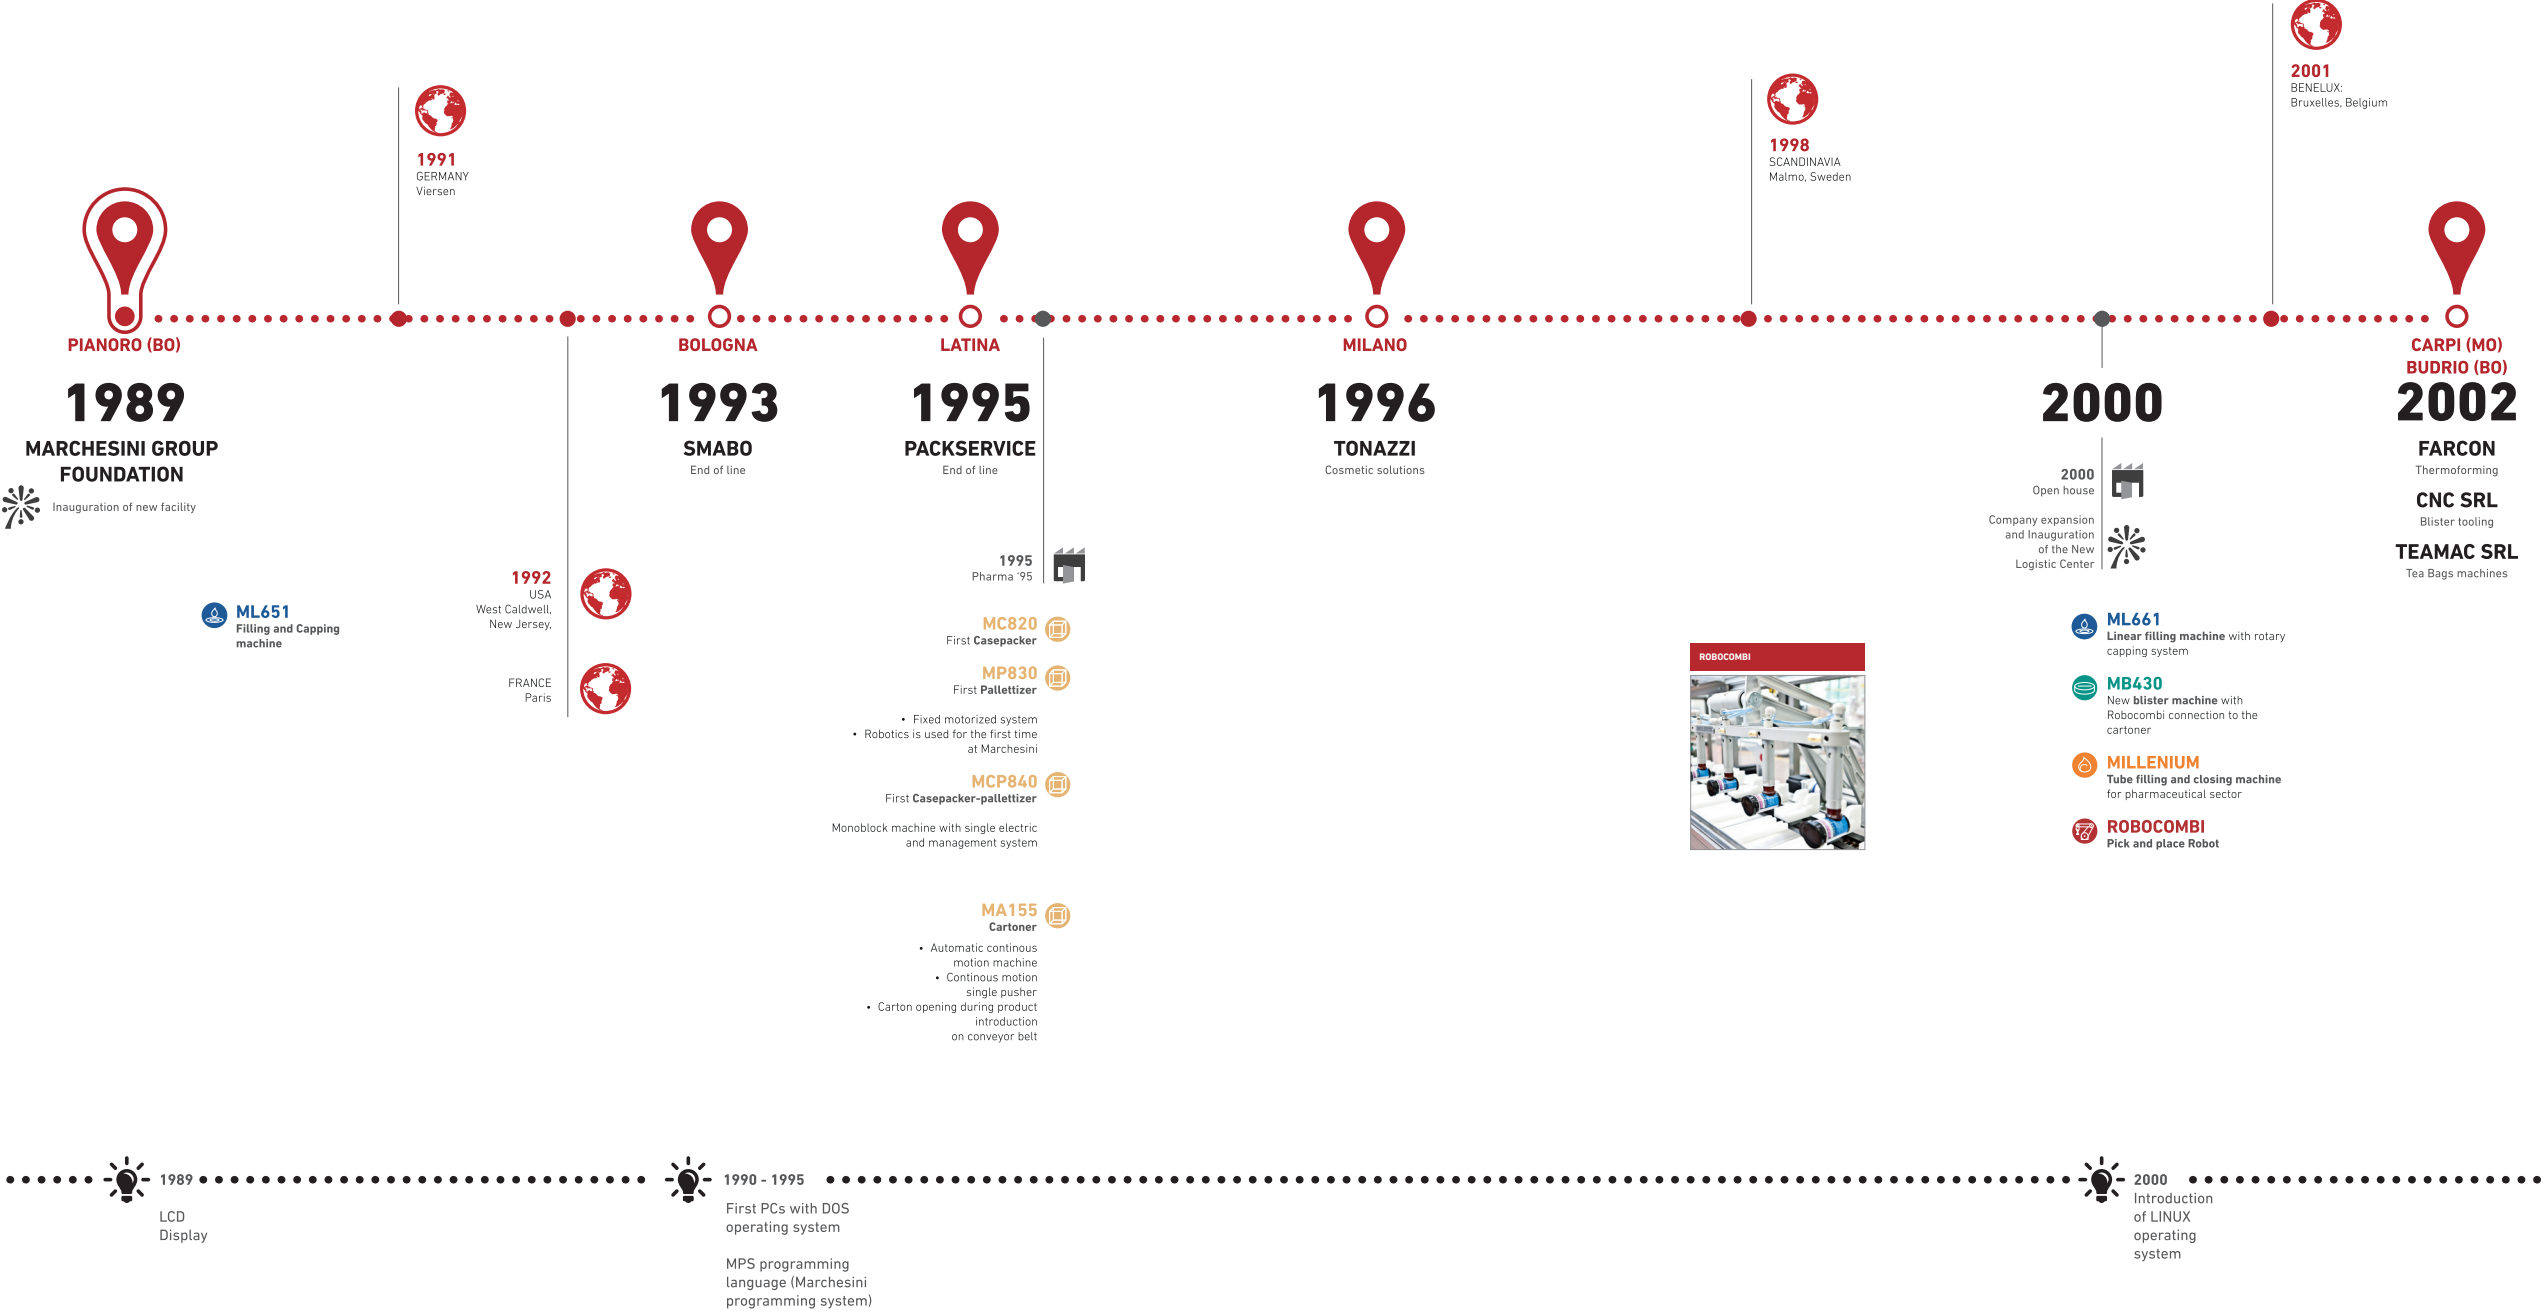 2001
BENELUX:
Bruxelles, Belgium
1991
GERMANY
Viersen
1998
SCANDINAVIA
Malmo, Sweden
PIANORO (BO)
1989
MARCHESINI GROUP
FOUNDATION
Inauguration of new facility
ML651
Filling and Capping
machine
1992
USA
West Caldwell,
New Jersey,
FRANCE
Paris
BOLOGNA
1993
SMABO
End of line
LATINA
1995
PACKSERVICE
End of line
1995
Pharma '95
MC820
First Casepacker
MP830
First Pallettizer
• Fixed motorized system
• Robotics is used for the first time
at Marchesini
MCP840
First Casepacker-pallettizer
Monoblock machine with single electric
and management system
MA155
Cartoner
• Automatic continous
motion machine
• Continous motion
single pusher
• Carton opening during product
introduction
on conveyor belt
MILANO
1996
TONAZZI
Cosmetic solutions
ROBOCOMBI
2000
2000
Open house
Company expansion
and Inauguration
of the New
Logistic Center
ML661
Linear filling machine with rotary
capping system
MB430
New blister machine with
Robocombi connection to the
cartoner
MILLENIUM
Tube filling and closing machine
for pharmaceutical sector
ROBOCOMBI
Pick and place Robot
CARPI (MO)
BUDRIO (BO)
2002
FARCON
Thermoforming
CNC SRL
Blister tooling
TEAMAC SRL
Tea Bags machines
1989
LCD
Display
1990 - 1995
First PCs with DOS
operating system
MPS programming
language (Marchesini
programming system)
2000
Introduction
of LINUX
operating
system